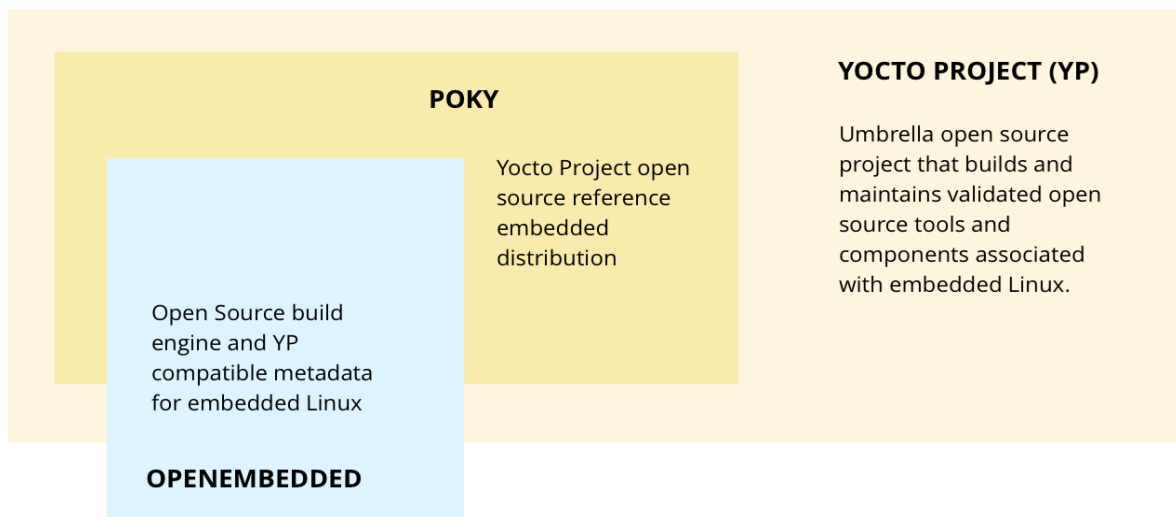 POKY
Yocto Project open
source reference
embedded
distribution
Open Source build
engine and YP
compatible metadata
for embedded Linux
OPENEMBEDDED
YOCTO PROJECT (YP)
Umbrella open source
project that builds and
maintains validated open
source tools and
components associated
with embedded Linux.